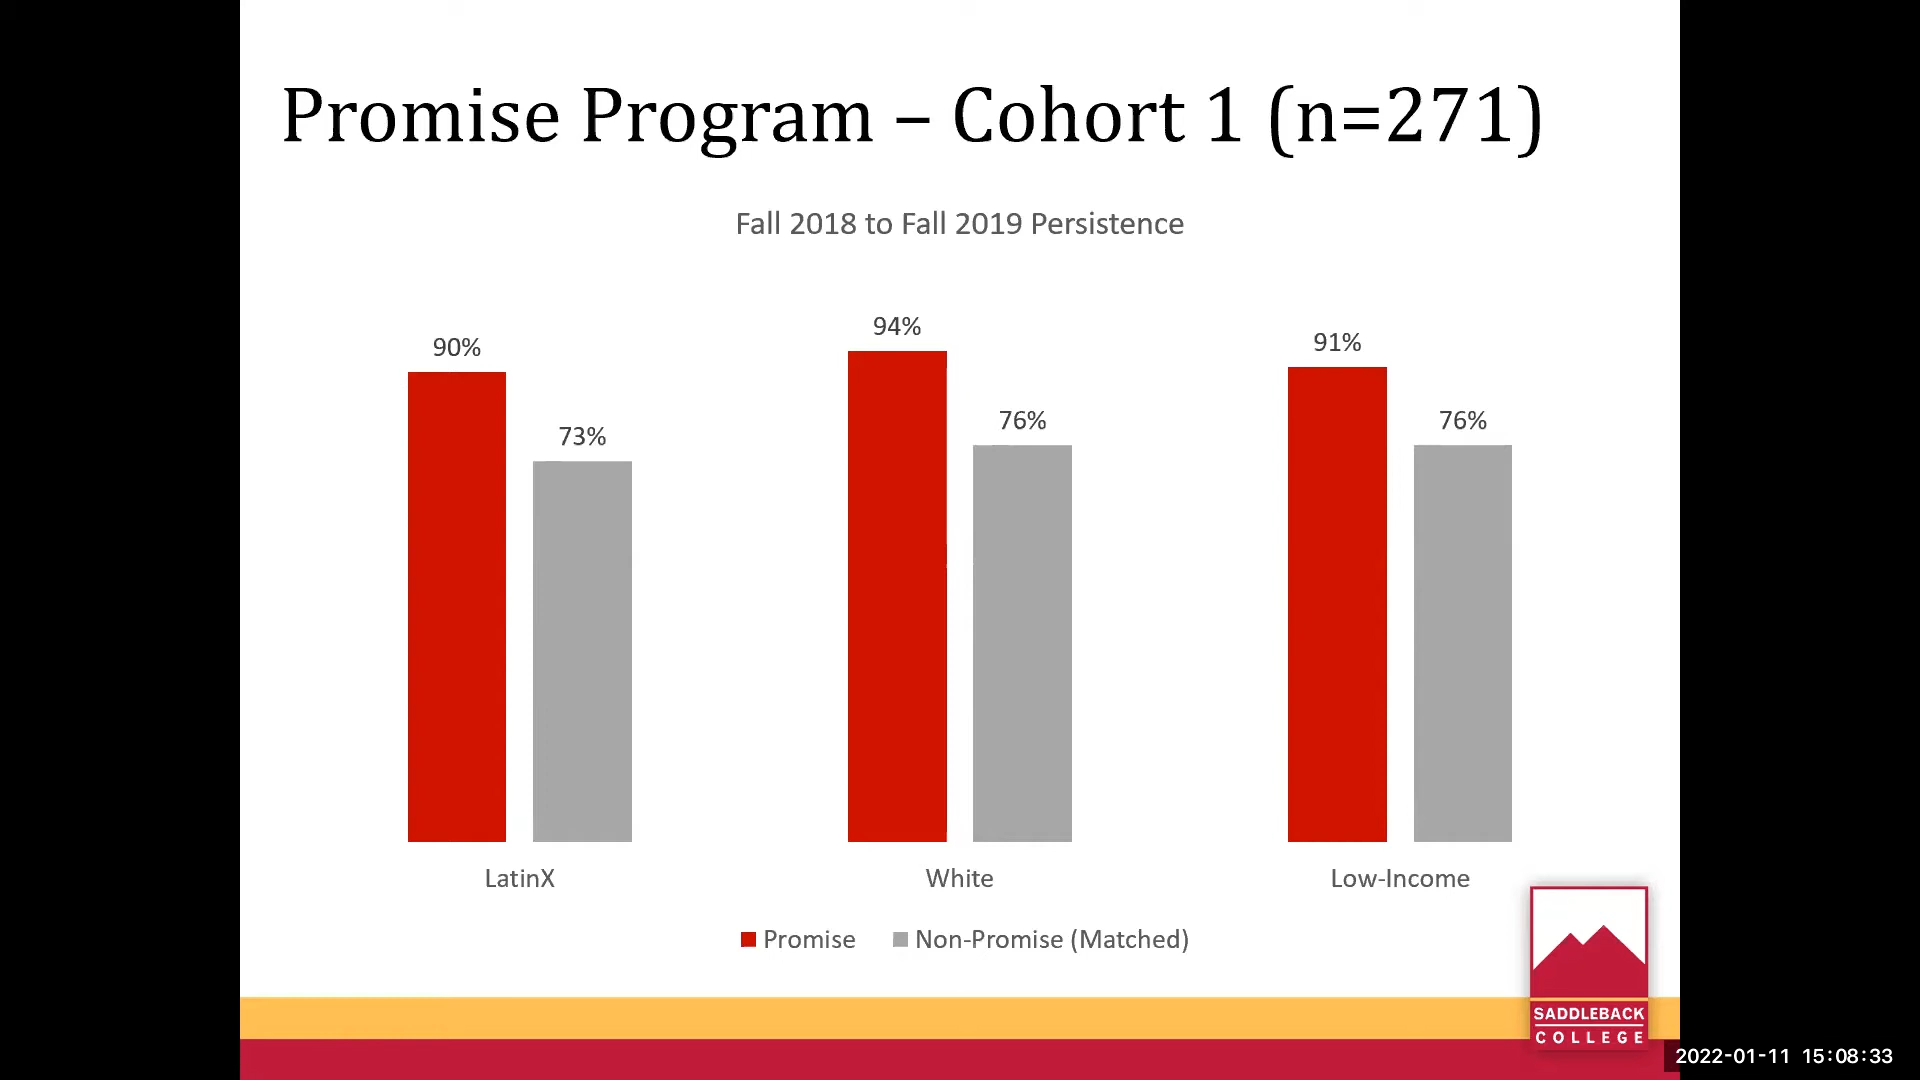 Promise Program – Cohort 1 (n=271)
Fall 2018 to Fall 2019 Persistence
90%
73%
94%
76%
91%
76%
LatinX
White
Low-Income
Promise
Non-Promise (Matched)
SADDLEBACK
COLLEGE
2022-01-11 15:08:33